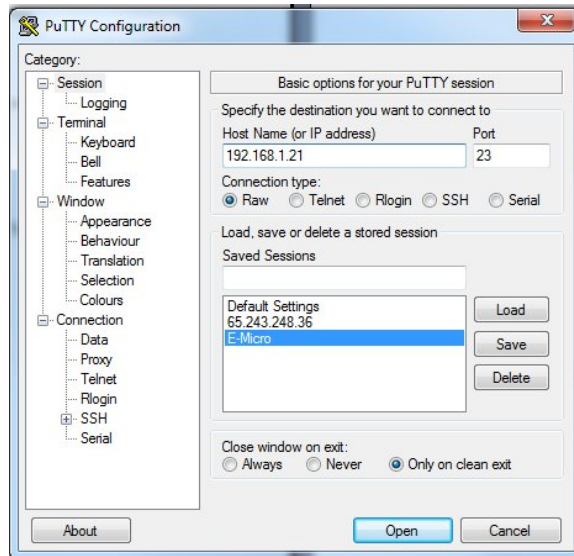 PuTTY Configuration
Category:
Session
Logging
Terminal
Keyboard
Bell
Features
Window
Appearance
Behaviour
Translation
Selection
Colours
Connection
Data
Proxy
Telnet
Rlogin
SSH
Serial
Basic options for your PuTTY session
Specify the destination you want to connect to
Host Name (or IP address) Port
192.168.1.21 23
Connection type:
Raw Telnet Rlogin SSH Serial
Load, save or delete a stored session
Saved Sessions
Default Settings
65.243.248.36
E-Micro
Load
Save
Delete
Close window on exit:
Always Never Only on clean exit
About Open Cancel